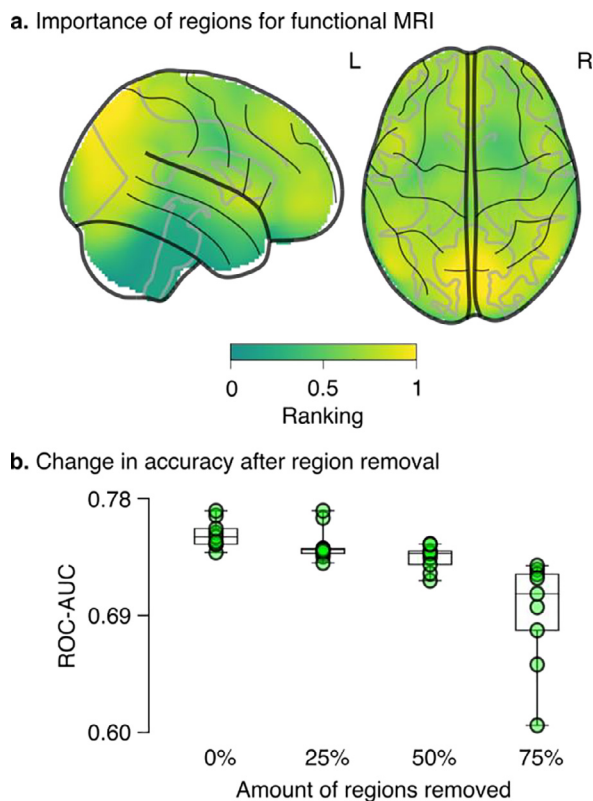 a. Importance of regions for functional MRI
L
R
0
0.5
1
Ranking
b. Change in accuracy after region removal
0.78
0.69
0.60
ROC-AUC
0%
25%
50%
75%
Amount of regions removed